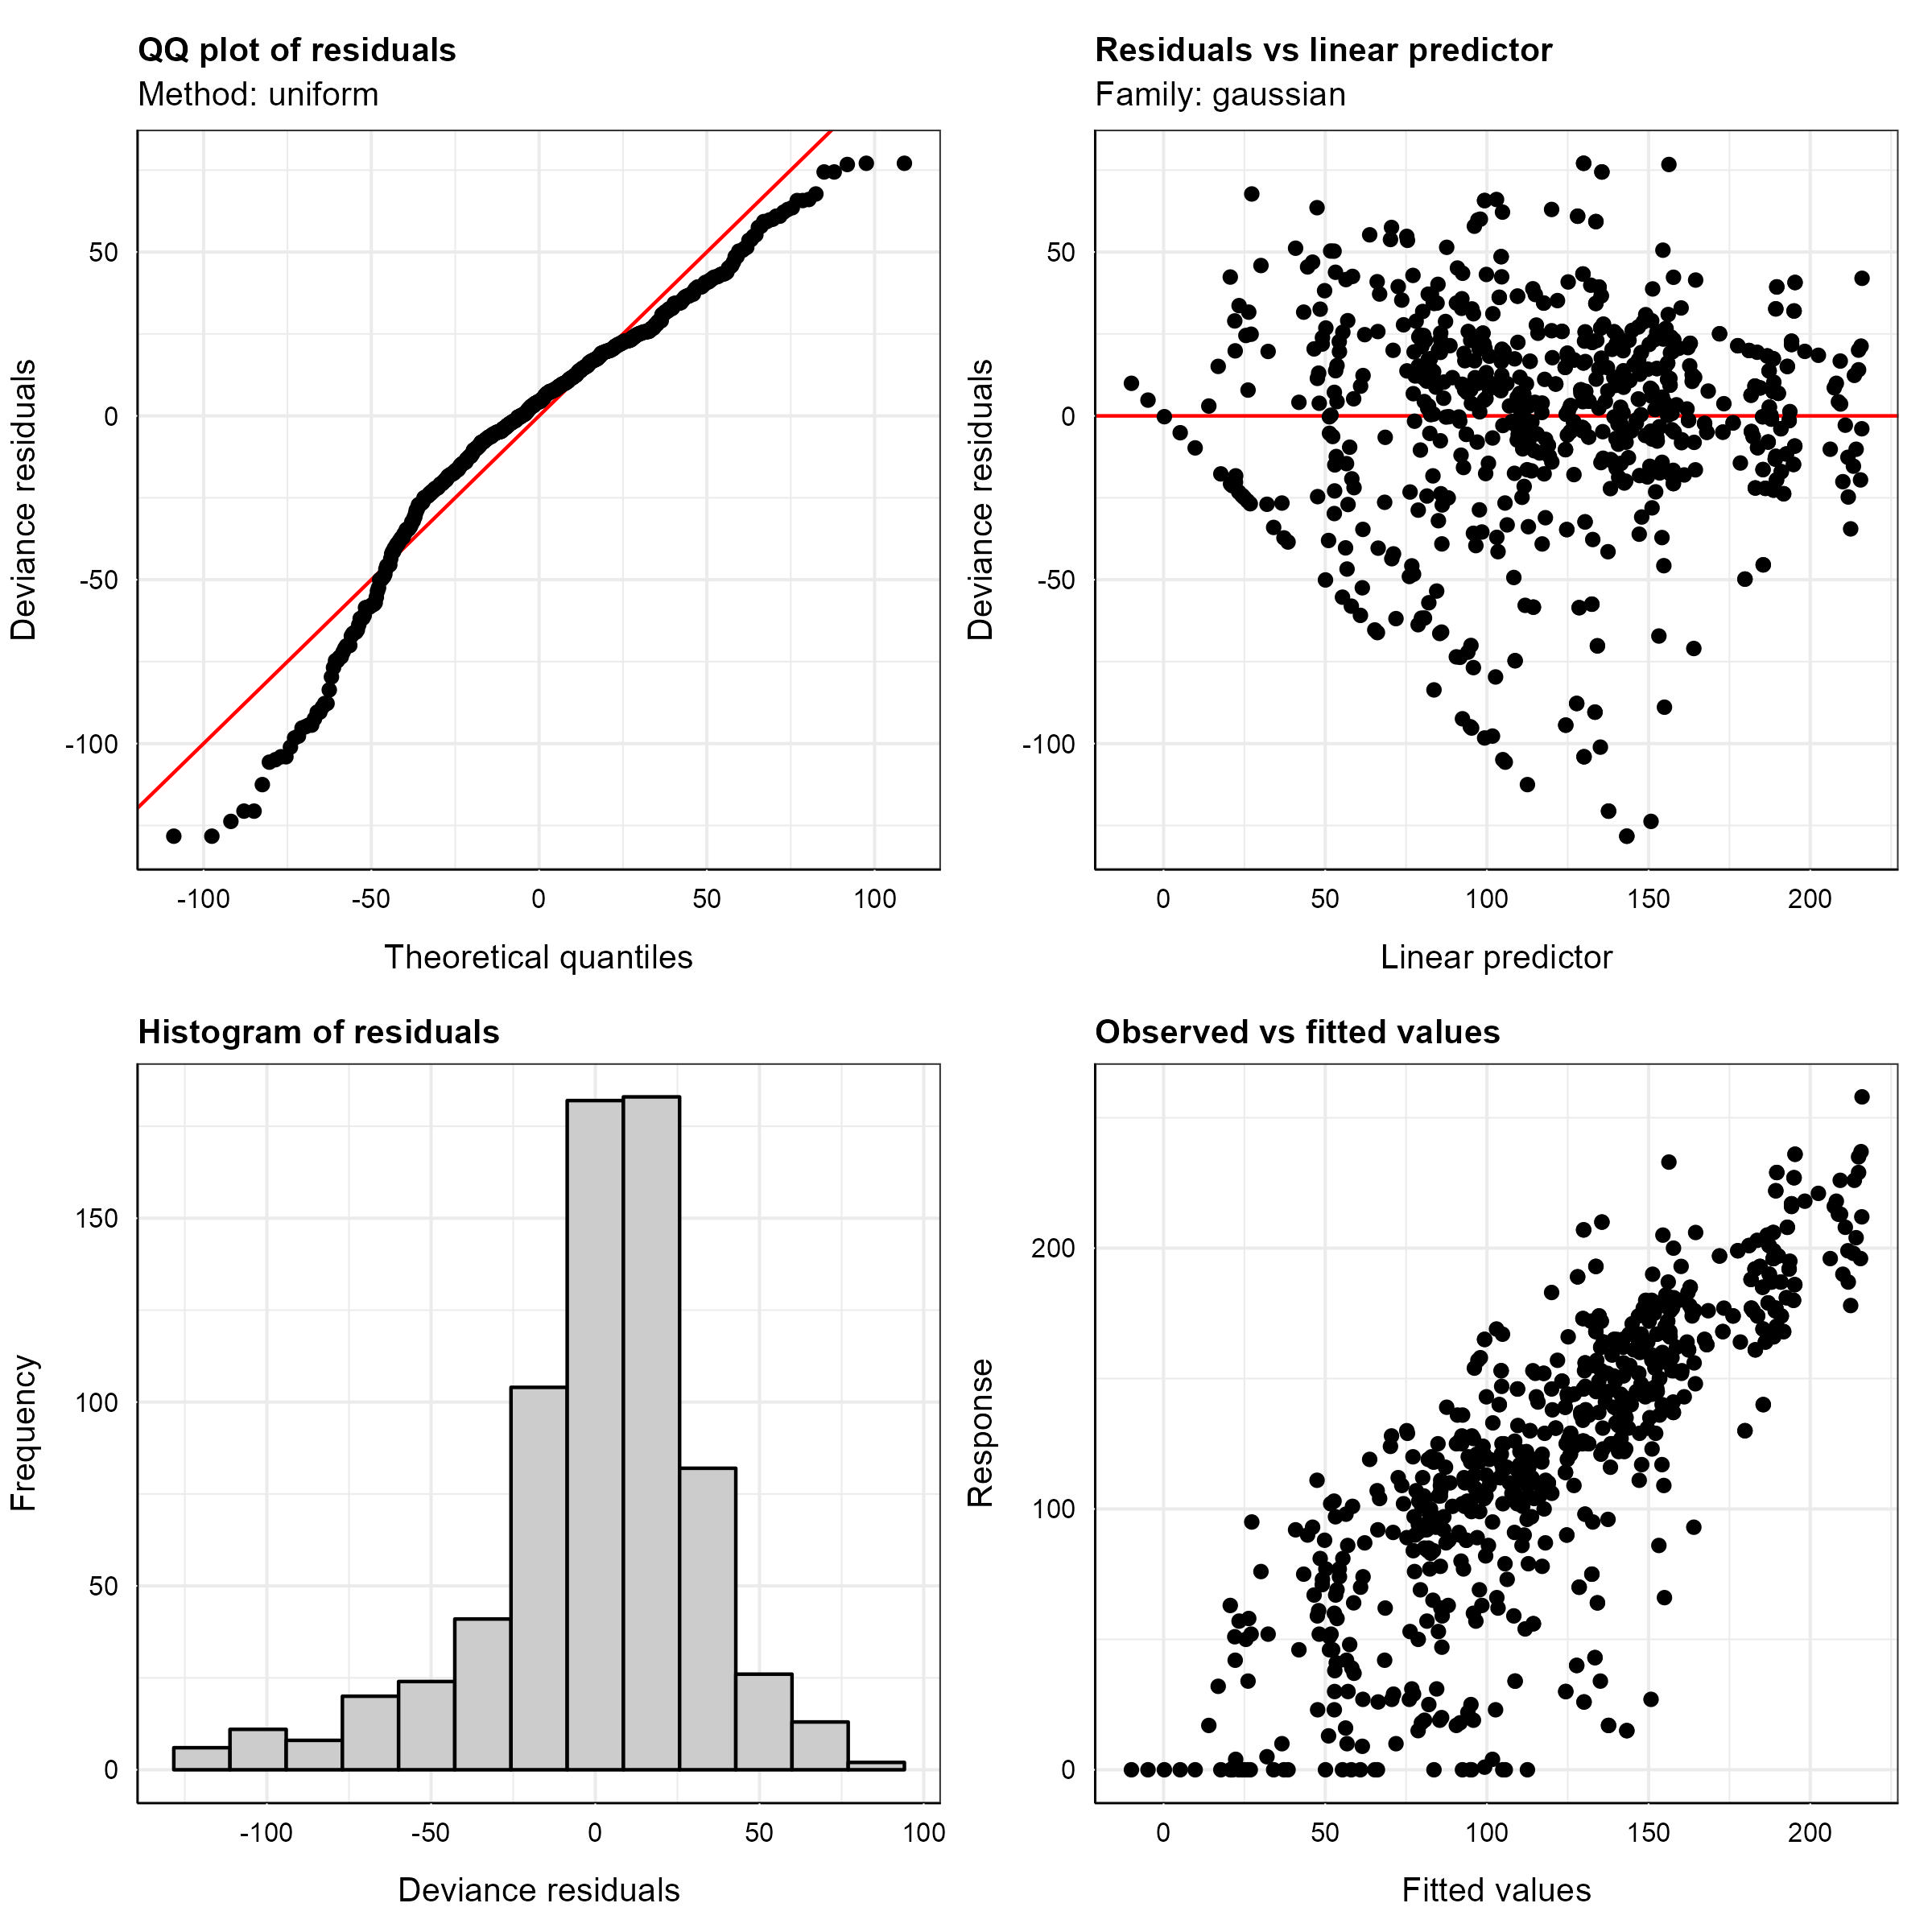 QQ plot of residuals
Method: uniform
Deviance residuals
50
0
-50
-100
-100
-50
0
50
100
Theoretical quantiles
Residuals vs linear predictor
Family: gaussian
Deviance residuals
50
0
-50
-100
0
50
100
150
200
Linear predictor
Histogram of residuals
Frequency
150
100
50
0
-100
-50
0
50
100
Deviance residuals
Observed vs fitted values
Response
200
100
0
0
50
100
150
200
Fitted values